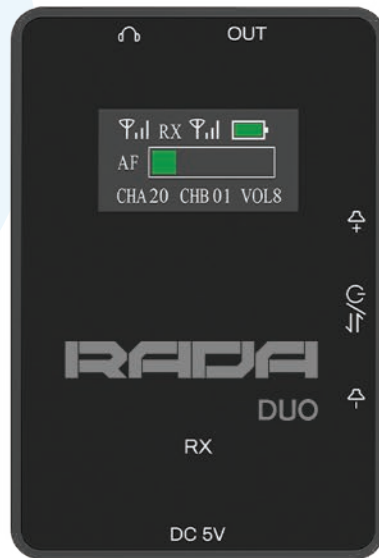 OUT
RX
AF
CHA 20 CHB 01 VOL8
RADA
DUO
RX
DC 5V